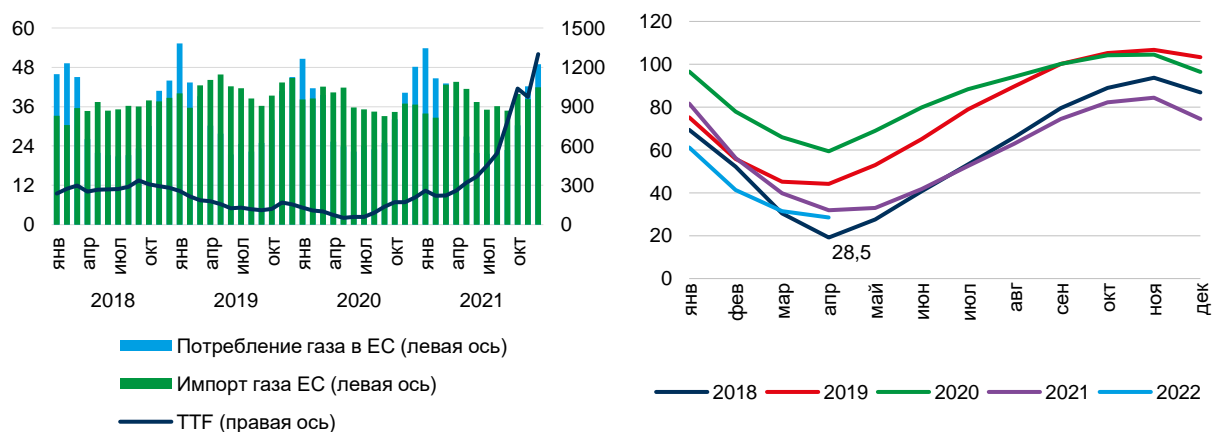 60
48
36
24
12
0
1500
1200
900
600
300
0
янв
апр
июл
окт
янв
апр
июл
окт
янв
апр
июл
окт
янв
апр
июл
окт
2018
2019
2020
2021
Потребление газа в ЕС (левая ось)
Импорт газа ЕС (левая ось)
TTF (правая ось)
120
100
80
60
40
20
0
28,5
янв
фев
мар
апр
май
июн
июл
авг
сен
окт
ноя
дек
2018 2019 2020 2021 2022